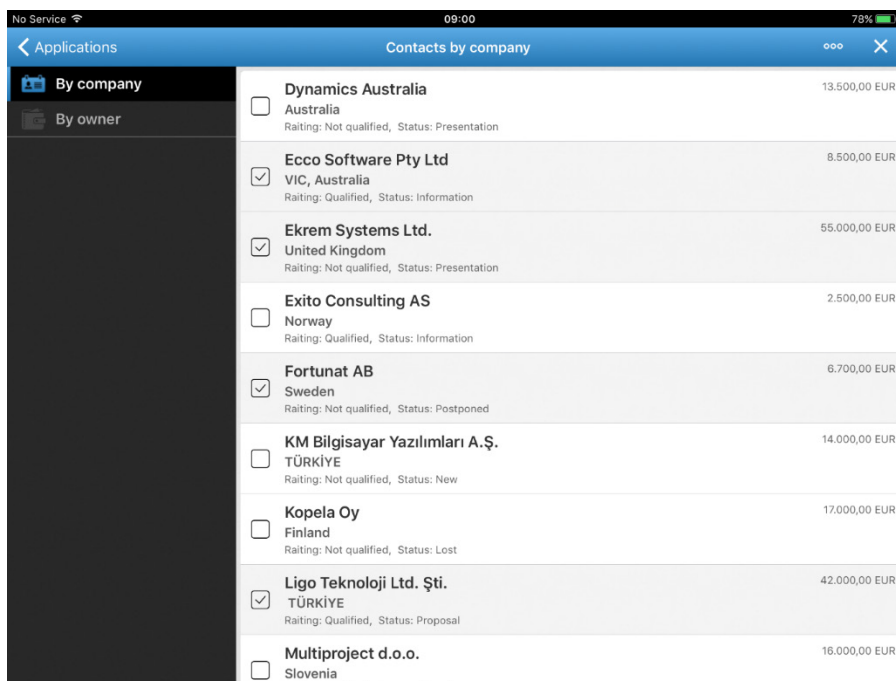 No Service 09:00 78%
Applications Contacts by company
By company
By owner
Dynamics Australia 13.500,00 EUR
Australia
Raiting: Not qualified, Status: Presentation
Ecco Software Pty Ltd 8.500,00 EUR
VIC, Australia
Raiting: Qualified, Status: Information
Ekrem Systems Ltd. 55.000,00 EUR
United Kingdom
Raiting: Not qualified, Status: Presentation
Exito Consulting AS 2.500,00 EUR
Norway
Raiting: Qualified, Status: Information
Fortunat AB 6.700,00 EUR
Sweden
Raiting: Not qualified, Status: Postponed
KM Bilgisayar Yazılımları A.Ş. 14.000,00 EUR
TÜRKİYE
Raiting: Not qualified, Status: New
Kopela Oy 17.000,00 EUR
Finland
Raiting: Not qualified, Status: Lost
Ligo Teknoloji Ltd. Şti. 42.000,00 EUR
TÜRKİYE
Raiting: Qualified, Status: Proposal
Multiproject d.o.o. 16.000,00 EUR
Slovenia